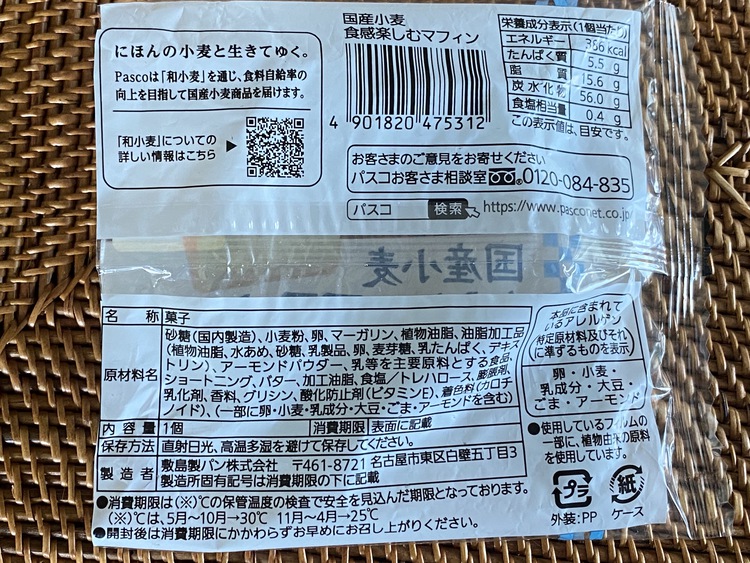 にほんの小麦と生きてゆく。
Pascoは「和小麦」を通じ、食料自給率の
向上を目指して国産小麦商品を届けます。
「和小麦」についての
詳しい情報はこちら
国産小麦
食感楽しむマフィン
4 901820 475312
栄養成分表示(1個当たり)
エネルギー 386 kcal
たんぱく質 5.5 g
脂質 15.6 g
炭水化物 56.0 g
食塩相当量 0.4 g
この表示値は、目安です。
お客さまのご意見をお寄せください
パスコお客さま相談室 0120-084-835
パスコ 検索 https://www.pasconet.co.jp/
国産小麦
名称 菓子
原材料名 砂糖(国内製造)、小麦粉、卵、マーガリン、植物油脂、油脂加工品
(植物油脂、水あめ、砂糖、乳製品、卵、麦芽糖、乳たんぱく、デキス
トリン)、アーモンドパウダー、乳等を主要原料とする食品、
ショートニング、バター、加工油脂、食塩/トレハロース、膨脹剤、
乳化剤、香料、グリシン、酸化防止剤(ビタミンE)、着色料(カロチ
ノイド)、(一部に卵・小麦・乳成分・大豆・ごま・アーモンドを含む)
内容量 1個 消費期限 表面に記載
保存方法 直射日光、高温多湿を避けて保存してください。
製造者 敷島製パン株式会社 〒461-8721 名古屋市東区白壁五丁目3
製造所固有記号は消費期限の下に記載
●消費期限は(※)℃の保管温度の検査で安全を見込んだ期限となっております。
(※)℃は、5月~10月→30℃ 11月~4月→25℃
●開封後は消費期限にかかわらずお早めにお召し上がりください。
本品に含まれて
いるアレルゲン
(特定原材料及びそれ
に準ずるものを表示)
卵・小麦・
乳成分・大豆・
ごま・アーモンド
●使用しているフィルムの
一部に、植物由来の原料
を使用しています。
プラ
外装:PP
紙
ケース